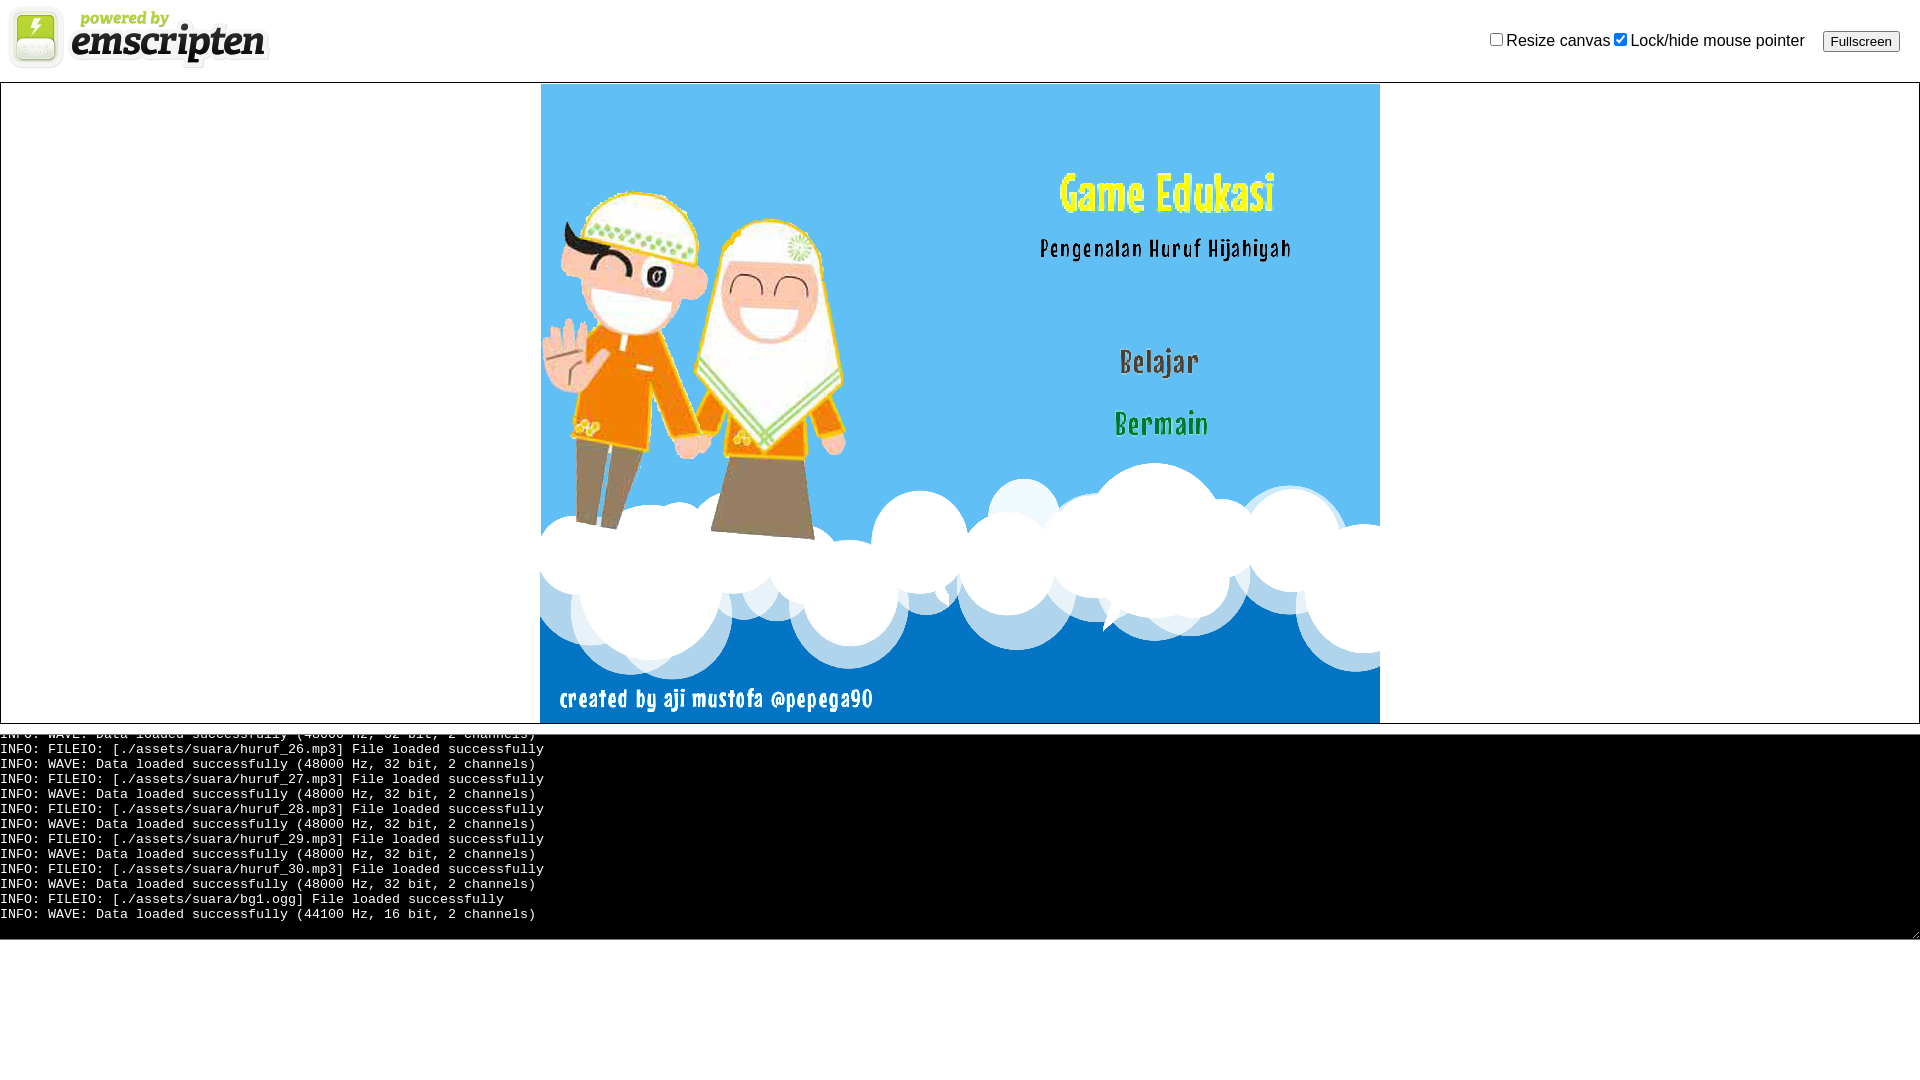 powered by
emscripten
Resize canvas Lock/hide mouse pointer Fullscreen
Game Edukasi
Pengenalan Huruf Hijahiyah
Belajar
Bermain
created by aji mustofa @pepega90
INFO: WAVE: Data loaded successfully (48000 Hz, 32 bit, 2 channels)
INFO: FILEIO: [./assets/suara/huruf_26.mp3] File loaded successfully
INFO: WAVE: Data loaded successfully (48000 Hz, 32 bit, 2 channels)
INFO: FILEIO: [./assets/suara/huruf_27.mp3] File loaded successfully
INFO: WAVE: Data loaded successfully (48000 Hz, 32 bit, 2 channels)
INFO: FILEIO: [./assets/suara/huruf_28.mp3] File loaded successfully
INFO: WAVE: Data loaded successfully (48000 Hz, 32 bit, 2 channels)
INFO: FILEIO: [./assets/suara/huruf_29.mp3] File loaded successfully
INFO: WAVE: Data loaded successfully (48000 Hz, 32 bit, 2 channels)
INFO: FILEIO: [./assets/suara/huruf_30.mp3] File loaded successfully
INFO: WAVE: Data loaded successfully (48000 Hz, 32 bit, 2 channels)
INFO: FILEIO: [./assets/suara/bg1.ogg] File loaded successfully
INFO: WAVE: Data loaded successfully (44100 Hz, 16 bit, 2 channels)